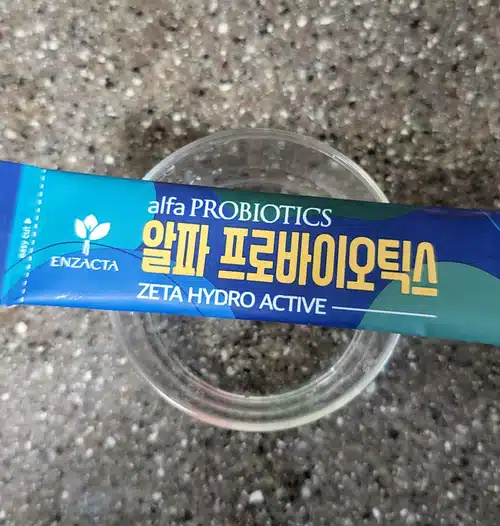 easy cut
ENZACTA
alfa PROBIOTICS
알파 프로바이오틱스
ZETA HYDRO ACTIVE